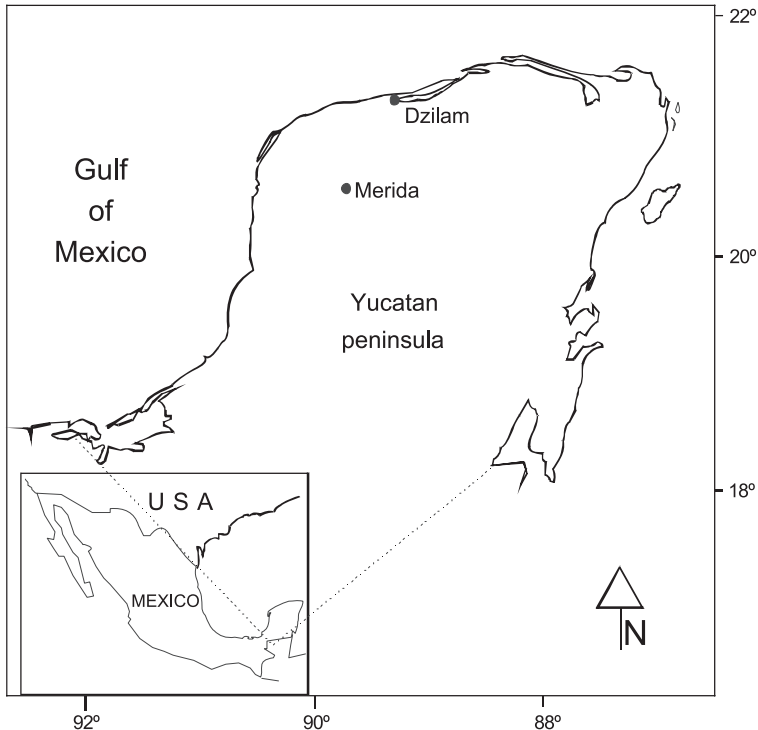 22º
Dzilam
Gulf
of
Mexico
Merida
20º
Yucatan
peninsula
18º
U S A
MEXICO
N
92º
90º
88º